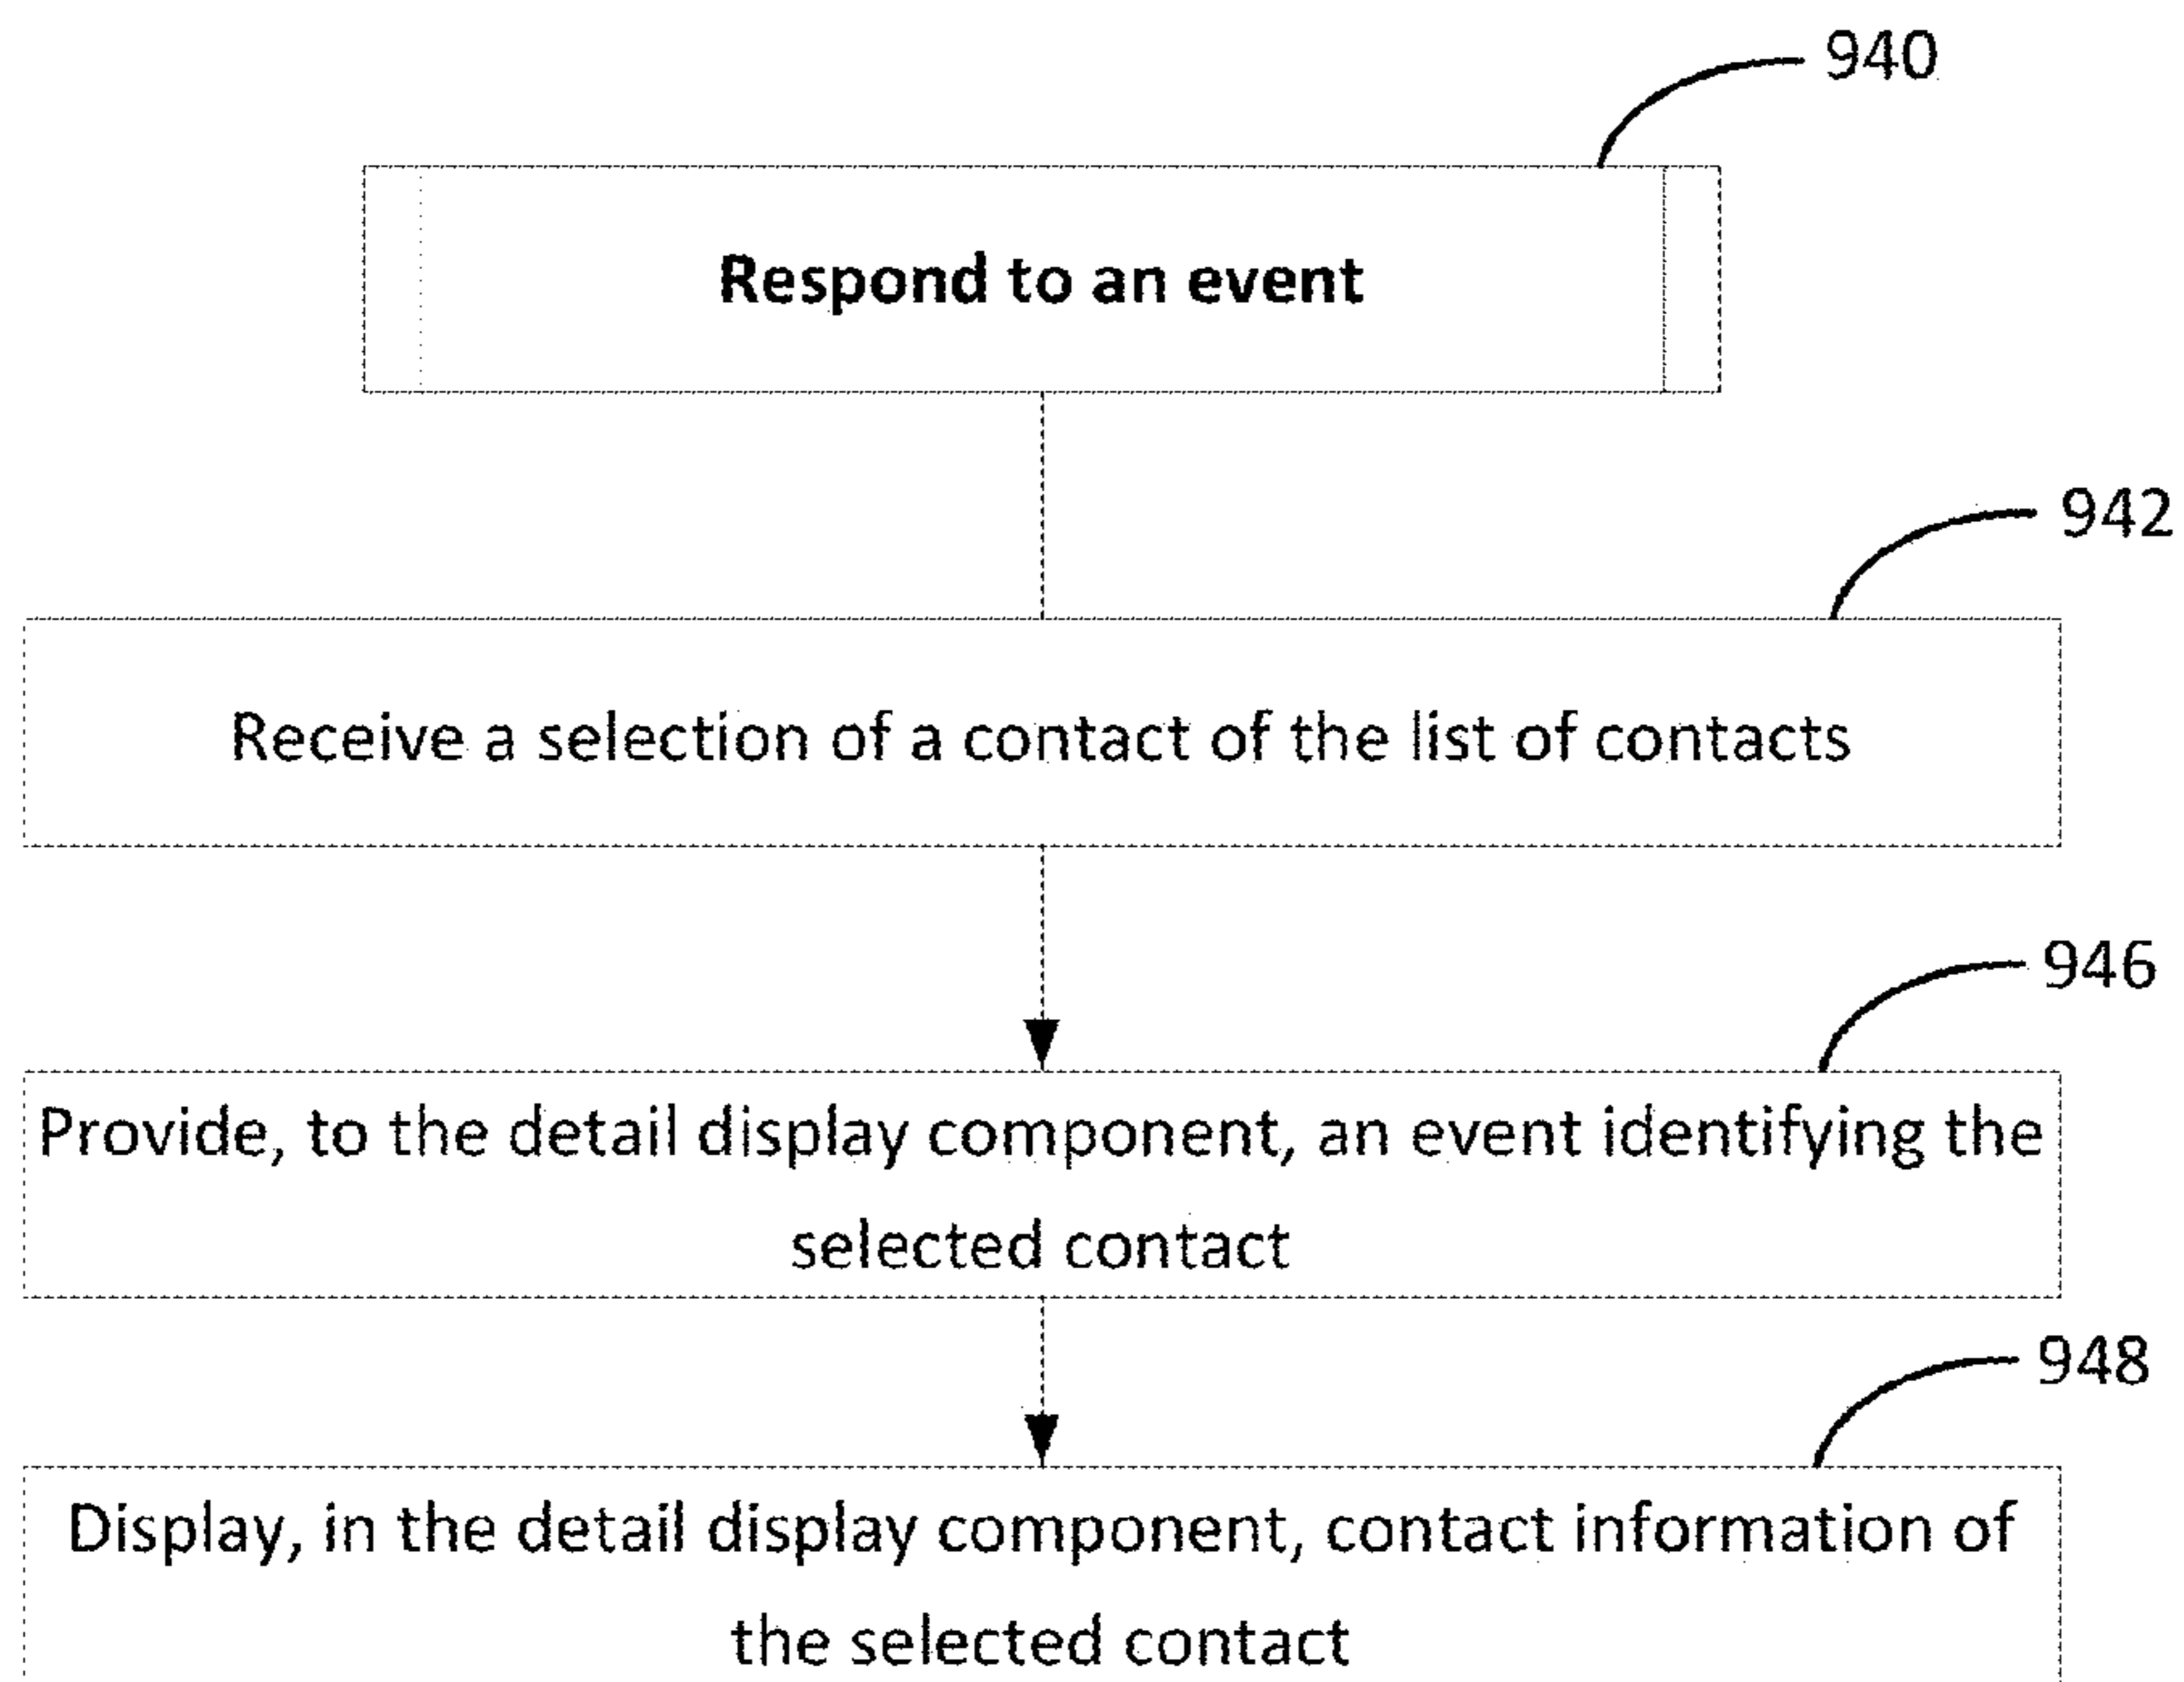 940
Respond to an event
942
Receive a selection of a contact of the list of contacts
946
Provide, to the detail display component, an event identifying the
selected contact
948
Display, in the detail display component, contact information of
the selected contact